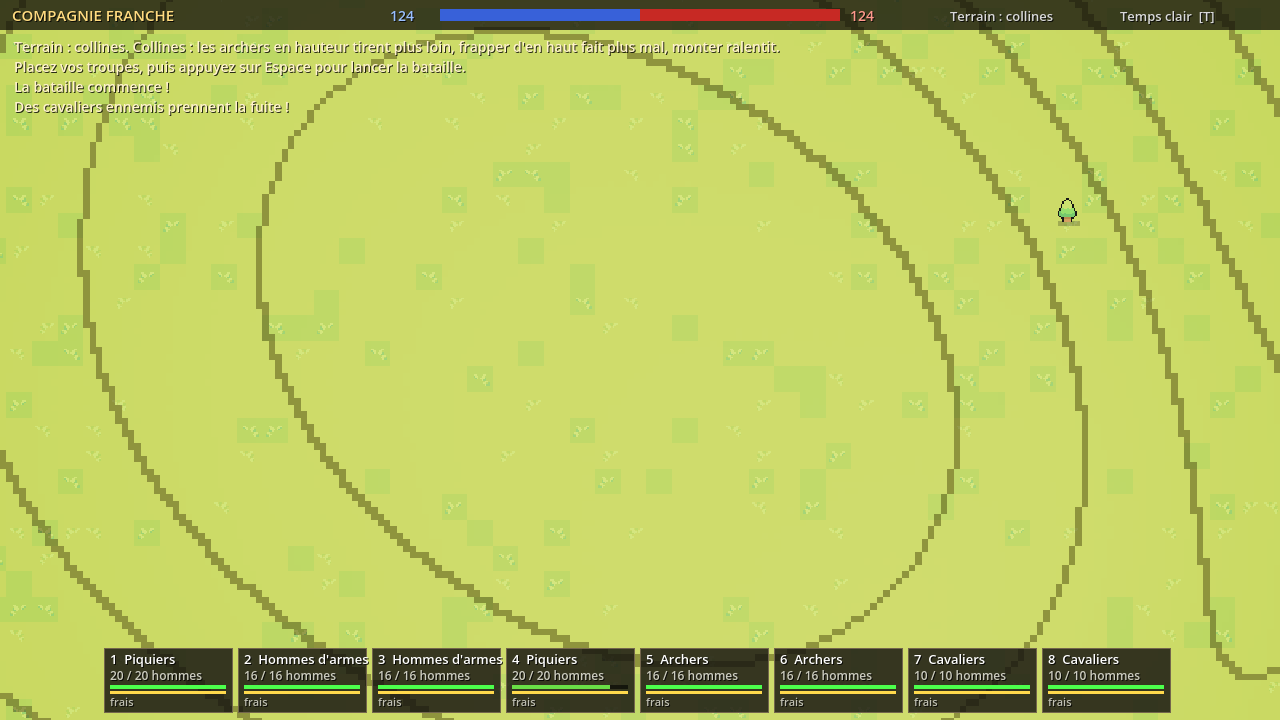 COMPAGNIE FRANCHE 124 124 Terrain : collines Temps clair [T]
Terrain : collines. Collines : les archers en hauteur tirent plus loin, frapper d'en haut fait plus mal, monter ralentit.
Placez vos troupes, puis appuyez sur Espace pour lancer la bataille.
La bataille commence !
Des cavaliers ennemis prennent la fuite !
1 Piquiers
20 / 20 hommes
frais
2 Hommes d'armes
16 / 16 hommes
frais
3 Hommes d'armes
16 / 16 hommes
frais
4 Piquiers
20 / 20 hommes
frais
5 Archers
16 / 16 hommes
frais
6 Archers
16 / 16 hommes
frais
7 Cavaliers
10 / 10 hommes
frais
8 Cavaliers
10 / 10 hommes
frais